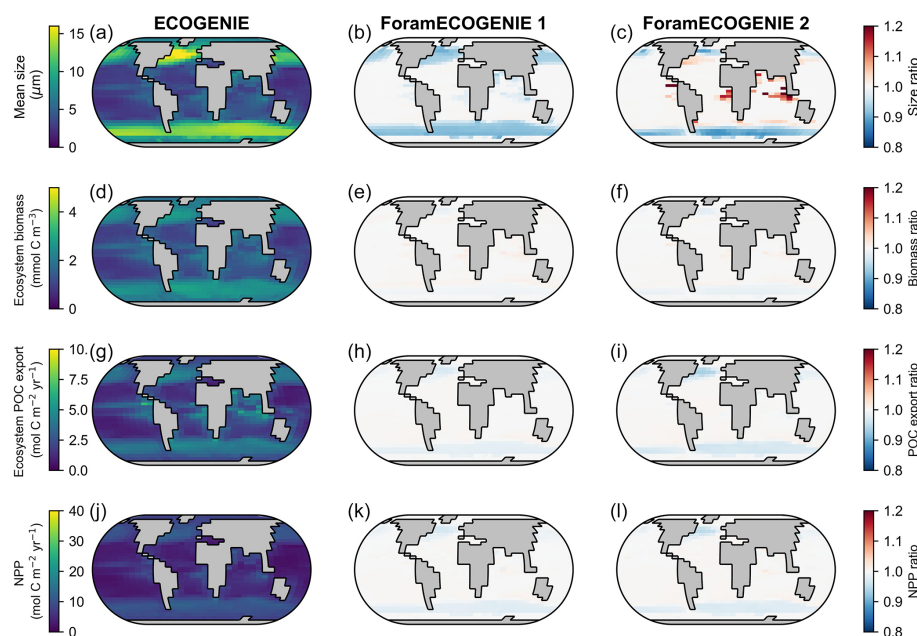 ECOGENIE
ForamECOGENIE 1
ForamECOGENIE 2
(a)
(b)
(c)
Mean size
(μm)
15
10
5
0
1.2
1.1
1.0
0.9
0.8
Size ratio
(d)
(e)
(f)
Ecosystem biomass
(mmol C m⁻³)
4
2
0
1.2
1.1
1.0
0.9
0.8
Biomass ratio
(g)
(h)
(i)
Ecosystem POC export
(mol C m⁻² yr⁻¹)
10.
7.5
5.0
2.5
0.0
1.2
1.1
1.0
0.9
0.8
POC export ratio
(j)
(k)
(l)
NPP
(mol C m⁻² yr⁻¹)
40
30
20
10
0
1.2
1.1
1.0
0.9
0.8
NPP ratio